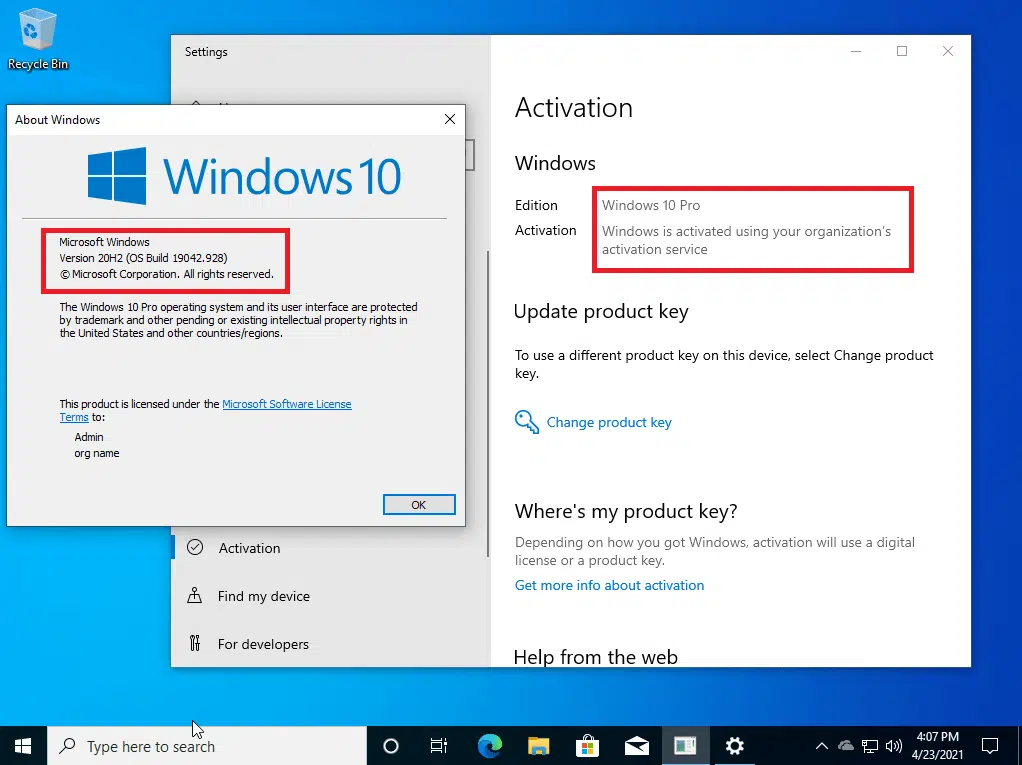 Recycle Bin
Settings
About Windows
Windows 10
Microsoft Windows
Version 20H2 (OS Build 19042.928)
© Microsoft Corporation. All rights reserved.
The Windows 10 Pro operating system and its user interface are protected
by trademark and other pending or existing intellectual property rights in
the United States and other countries/regions.
This product is licensed under the Microsoft Software License
Terms to:
Admin
org name
OK
Activation
Find my device
For developers
Activation
Windows
Edition
Windows 10 Pro
Activation
Windows is activated using your organization's
activation service
Update product key
To use a different product key on this device, select Change product
key.
Change product key
Where's my product key?
Depending on how you got Windows, activation will use a digital
license or a product key.
Get more info about activation
Help from the web
Type here to search
4:07 PM
4/23/2021